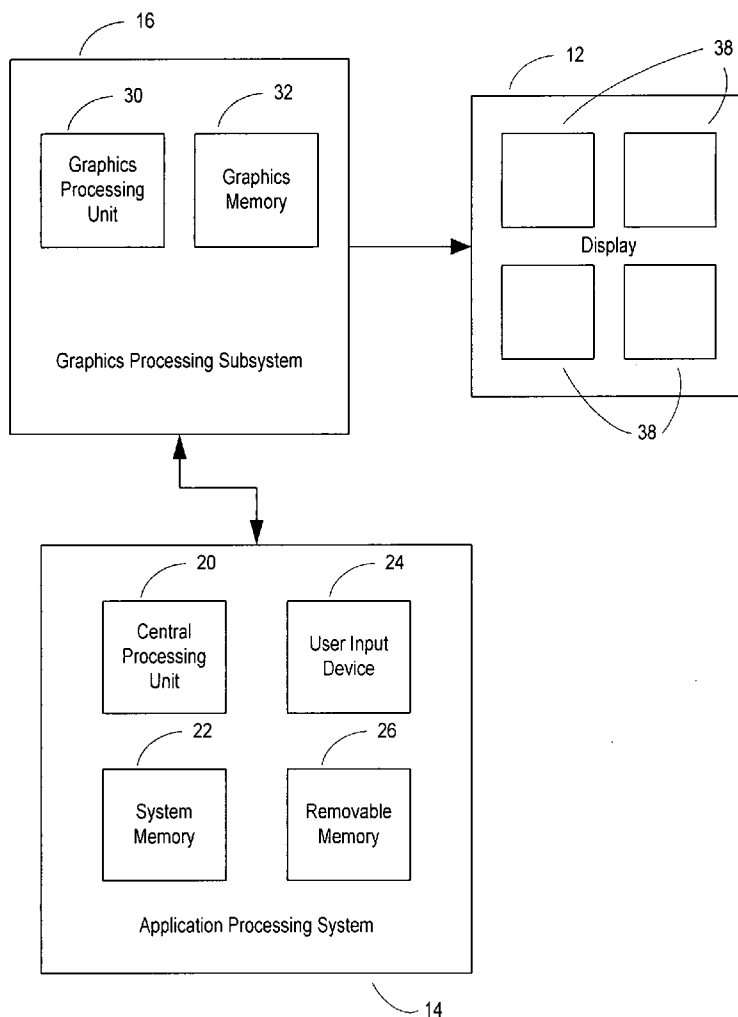 16
30
32
Graphics
Processing
Unit
Graphics
Memory
Graphics Processing Subsystem
12
38
Display
38
20
24
Central
Processing
Unit
User Input
Device
22
26
System
Memory
Removable
Memory
Application Processing System
14